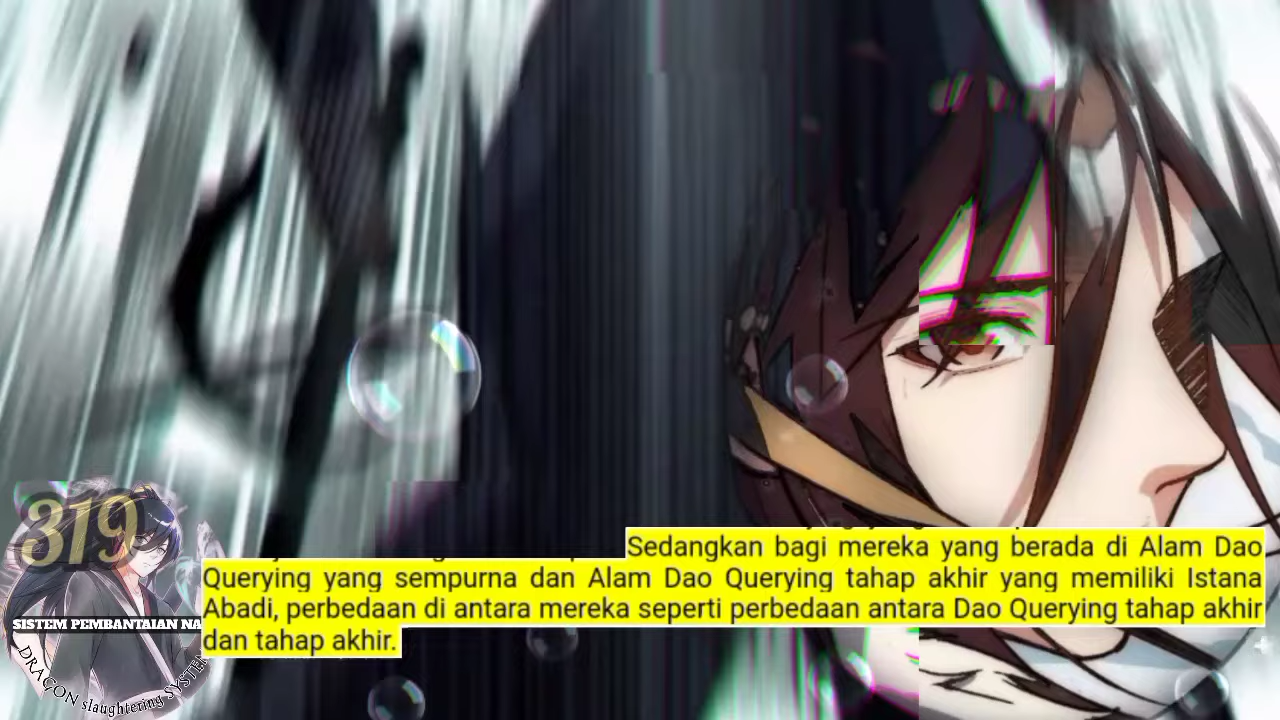 Sedangkan bagi mereka yang berada di Alam Dao
Querying yang sempurna dan Alam Dao Querying tahap akhir yang memiliki Istana
Abadi, perbedaan di antara mereka seperti perbedaan antara Dao Querying tahap akhir
dan tahap akhir.
319
SISTEM PEMBANTAIAN NA
DRAGON slaughtering SYSTEM